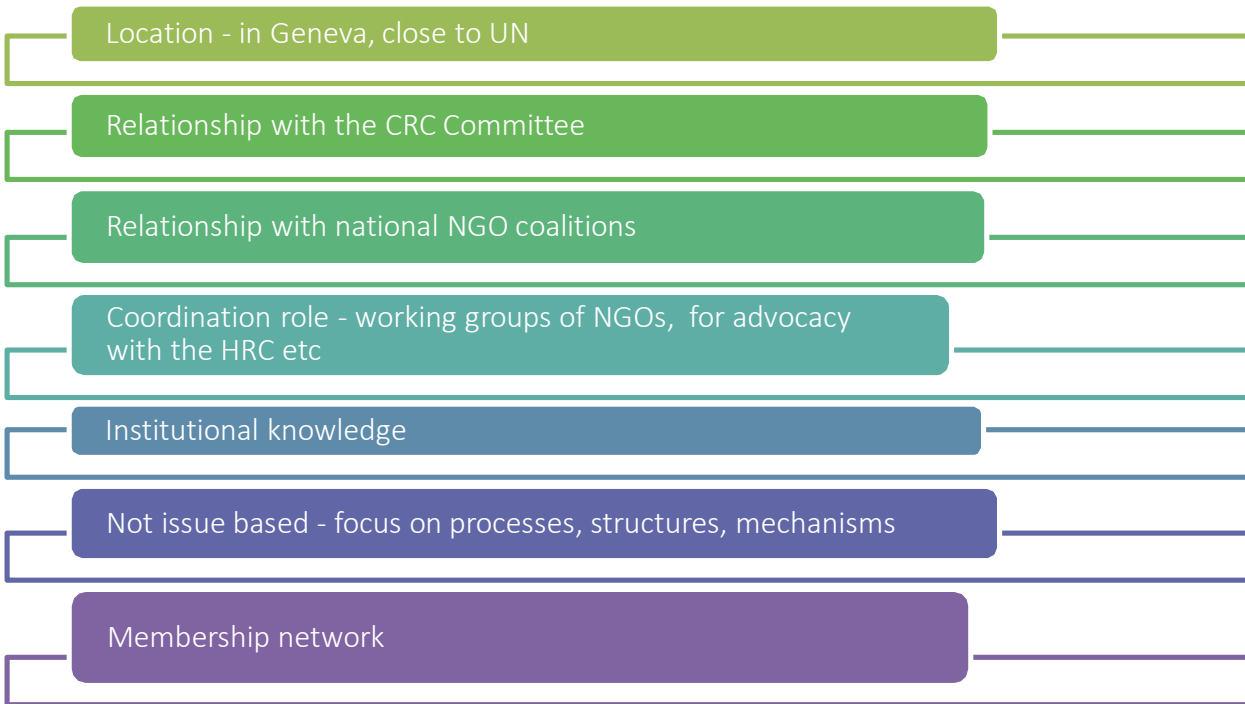 Location - in Geneva, close to UN
Relationship with the CRC Committee
Relationship with national NGO coalitions
Coordination role - working groups of NGOs,  for advocacy
with the HRC etc
Institutional knowledge
Not issue based - focus on processes, structures, mechanisms
Membership network